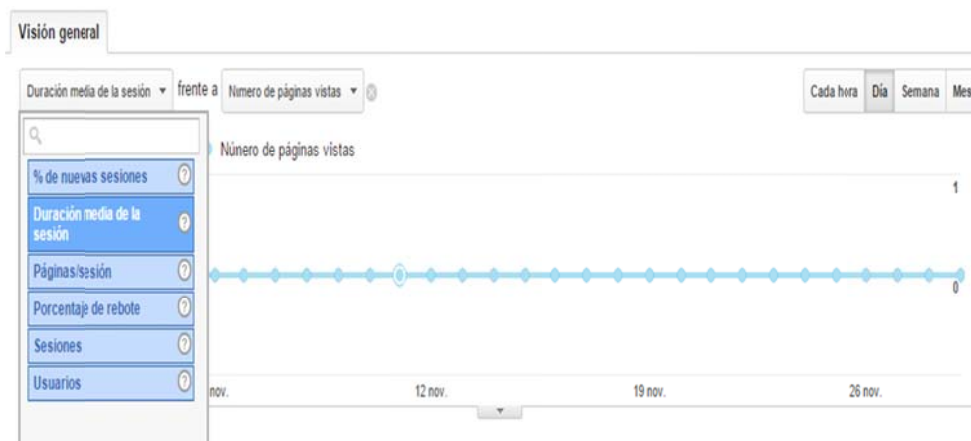 Visión general
Duración media de la sesión frente a Número de páginas vistas
Cada hora Día Semana Mes
Número de páginas vistas
% de nuevas sesiones
Duración media de la
sesión
Páginas/sesión
Porcentaje de rebote
Sesiones
Usuarios
1
0
nov. 12 nov. 19 nov. 26 nov.